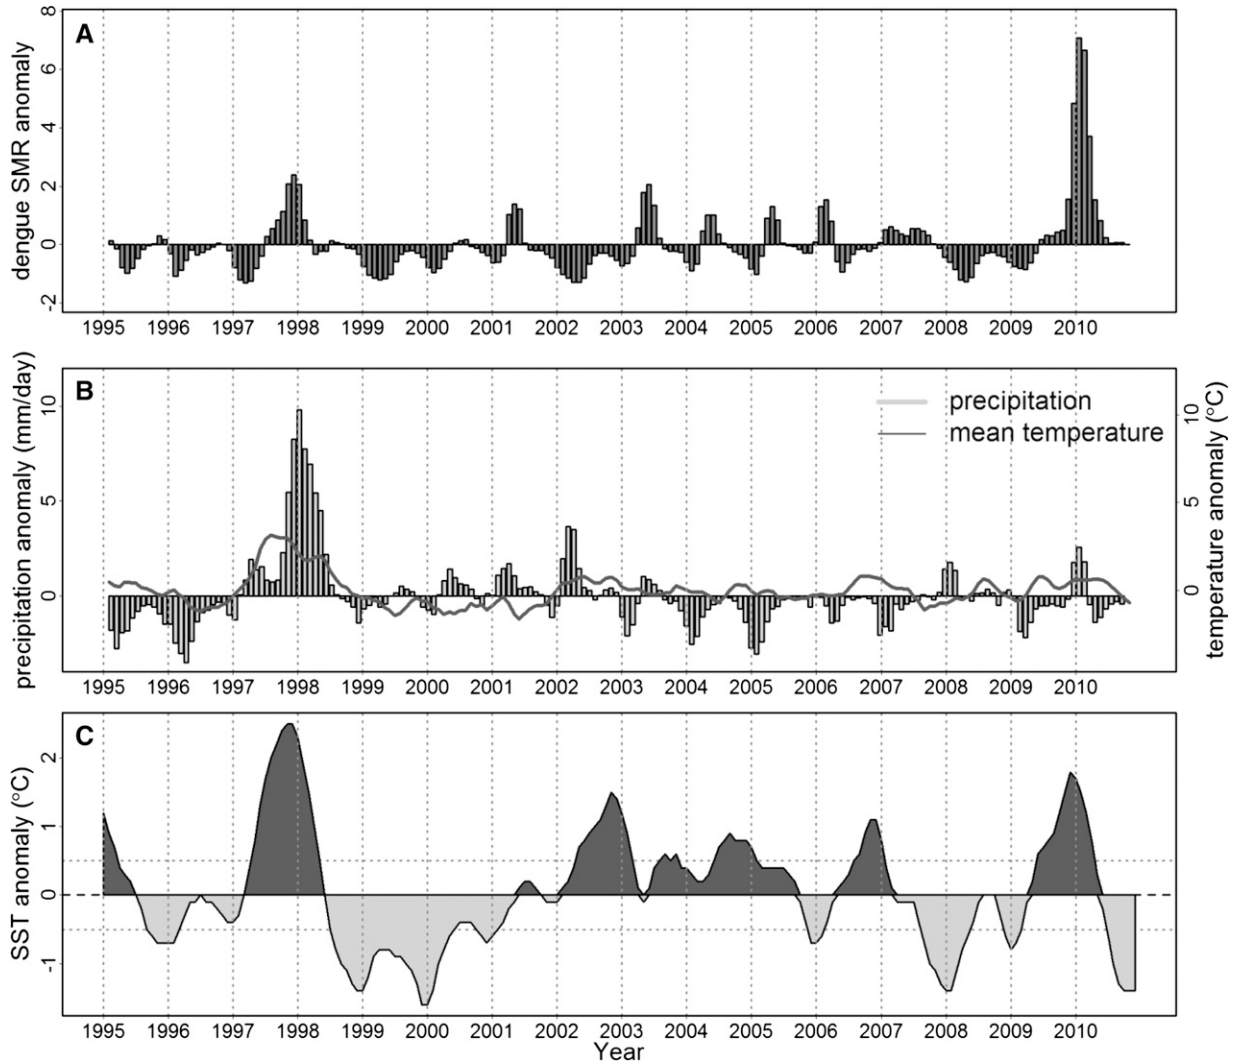 A
dengue SMR anomaly
8
6
4
2
0
-2
1995 1996 1997 1998 1999 2000 2001 2002 2003 2004 2005 2006 2007 2008 2009 2010
B
precipitation anomaly (mm/day)
10
5
0
precipitation
mean temperature
temperature anomaly (°C)
10
5
0
1995 1996 1997 1998 1999 2000 2001 2002 2003 2004 2005 2006 2007 2008 2009 2010
C
SST anomaly (°C)
2
1
0
-1
1995 1996 1997 1998 1999 2000 2001 2002 2003 2004 2005 2006 2007 2008 2009 2010
Year